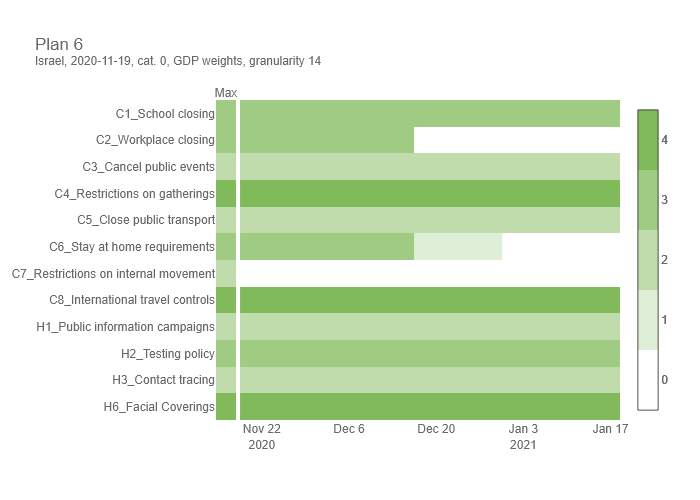 Plan 6
Israel, 2020-11-19, cat. 0, GDP weights, granularity 14
Max
C1_School closing
C2_Workplace closing
C3_Cancel public events
C4_Restrictions on gatherings
C5_Close public transport
C6_Stay at home requirements
C7_Restrictions on internal movement
C8_International travel controls
H1_Public information campaigns
H2_Testing policy
H3_Contact tracing
H6_Facial Coverings
Nov 22
2020
Dec 6
Dec 20
Jan 3
2021
Jan 17
4
3
2
1
0